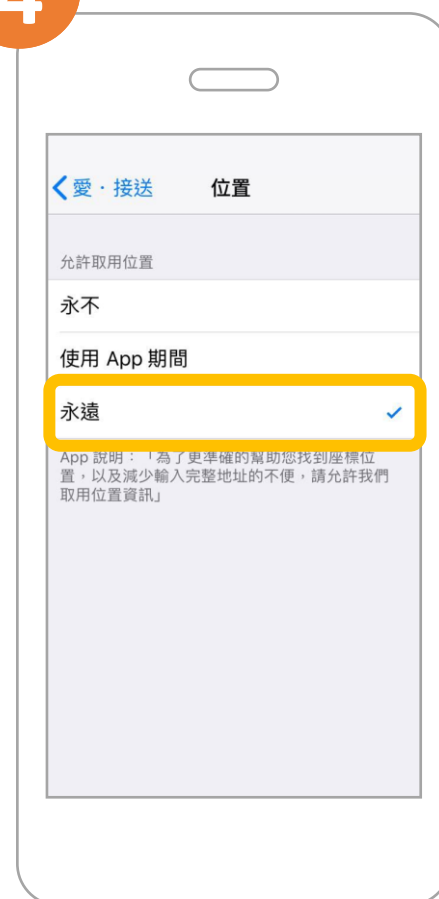 4
愛·接送 位置
允許取用位置
永不
使用 App 期間
永遠
App 說明：「為了更準確的幫助您找到座標位
置，以及減少輸入完整地址的不便，請允許我們
取用位置資訊」